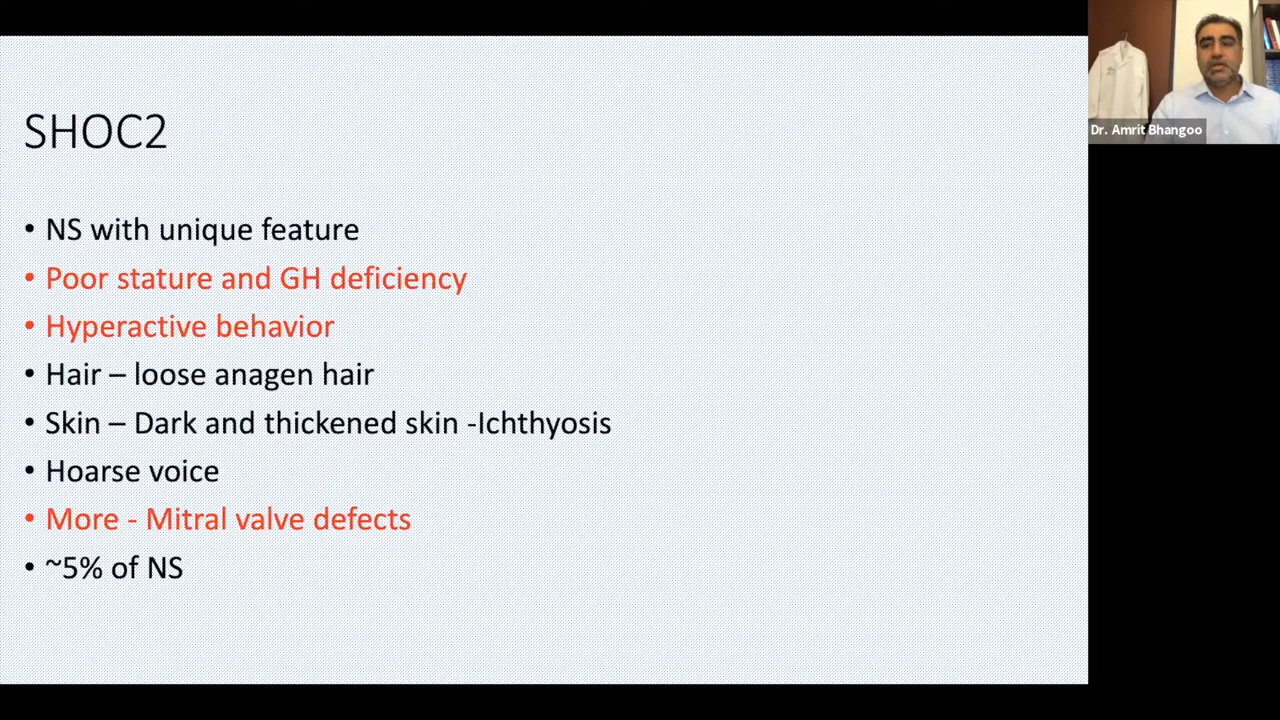 SHOC2
• NS with unique feature
• Poor stature and GH deficiency
• Hyperactive behavior
• Hair – loose anagen hair
• Skin – Dark and thickened skin -Ichthyosis
• Hoarse voice
• More - Mitral valve defects
• ~5% of NS
Dr. Amrit Bhangoo